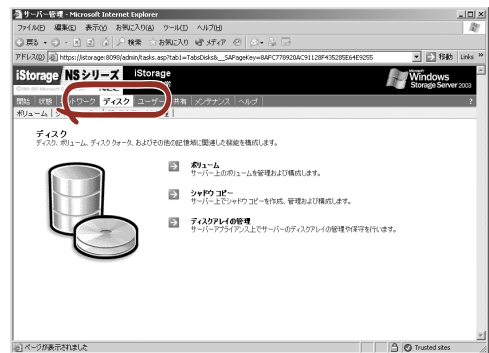 サーバー管理 - Microsoft Internet Explorer
ファイル(F) 編集(E) 表示(V) お気に入り(A) ツール(T) ヘルプ(H)
戻る 検索 お気に入り メディア
アドレス(D) https://istorage:8098/admin/tasks.asp?tab1=TabsDisks&__SAPageKey=8AFC778920AC91128F435285E64E9255 移動 Links
iStorage NSシリーズ iStorage
NEC
Windows
Storage Server 2003
開始 状態 ネットワーク ディスク ユーザー 共有 メンテナンス ヘルプ ?
ボリューム
ディスク
ディスク、ボリューム、ディスク クォータ、およびその他の記憶域に関連した機能を構成します。
ボリューム
サーバー上のボリュームを管理および構成します。
シャドウ コピー
サーバー上でシャドウ コピーを作成、管理および構成します。
ディスクアレイの管理
サーバーアプライアンス上でサーバーのディスクアレイの管理や保守を行います。
ページが表示されました Trusted sites